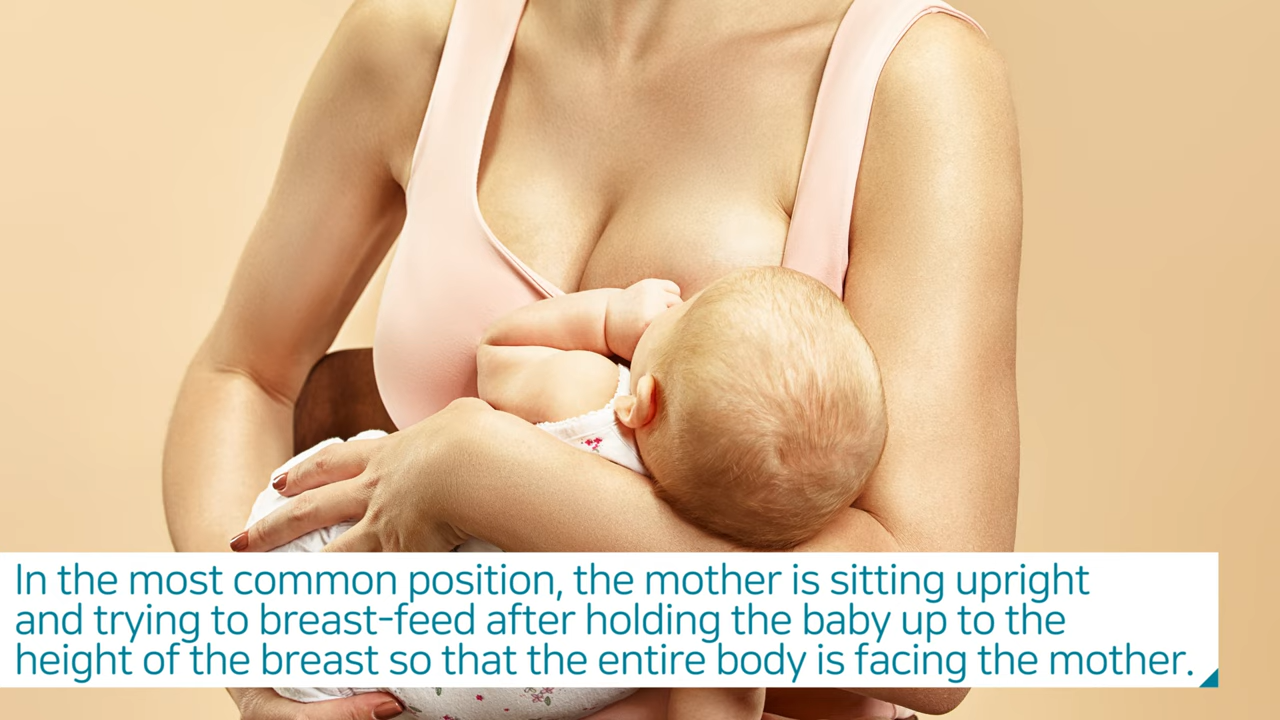 In the most common position, the mother is sitting upright
and trying to breast-feed after holding the baby up to the
height of the breast so that the entire body is facing the mother.